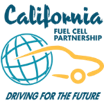 California
FUEL CELL
PARTNERSHIP
DRIVING FOR THE FUTURE